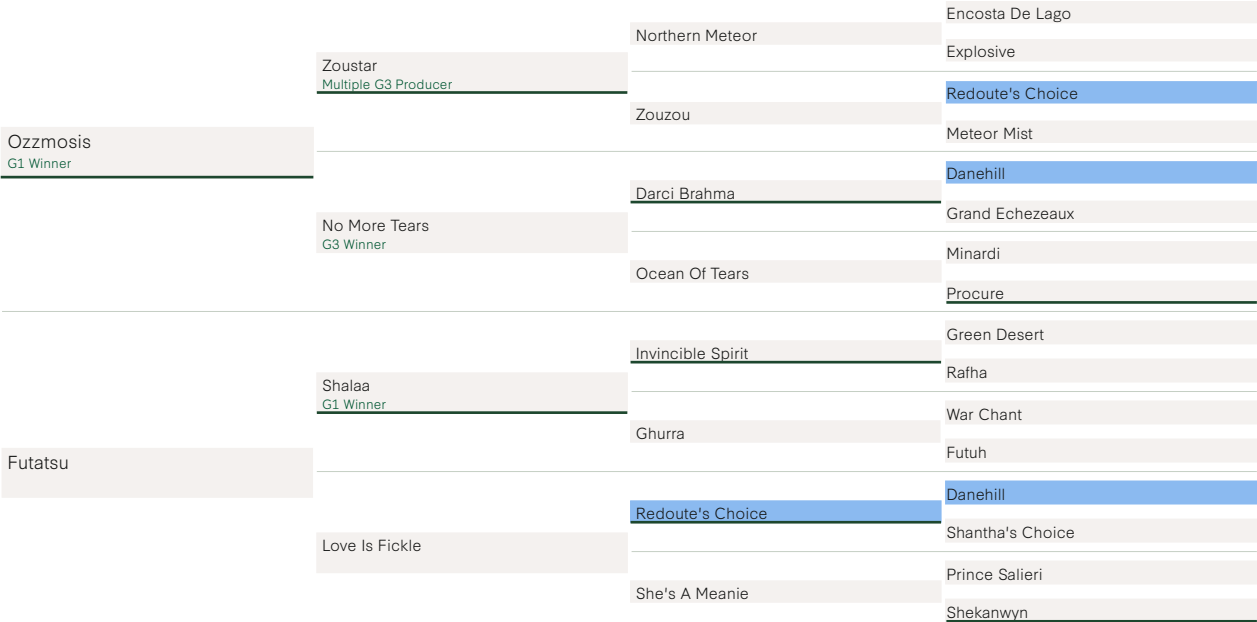 Ozzmosis
G1 Winner
Futatsu
Zoustar
Multiple G3 Producer
No More Tears
G3 Winner
Shalaa
G1 Winner
Love Is Fickle
Northern Meteor
Zouzou
Darci Brahma
Ocean Of Tears
Invincible Spirit
Ghurra
Redoute's Choice
She's A Meanie
Encosta De Lago
Explosive
Redoute's Choice
Meteor Mist
Danehill
Grand Echezeaux
Minardi
Procure
Green Desert
Rafha
War Chant
Futuh
Danehill
Shantha's Choice
Prince Salieri
Shekanwyn